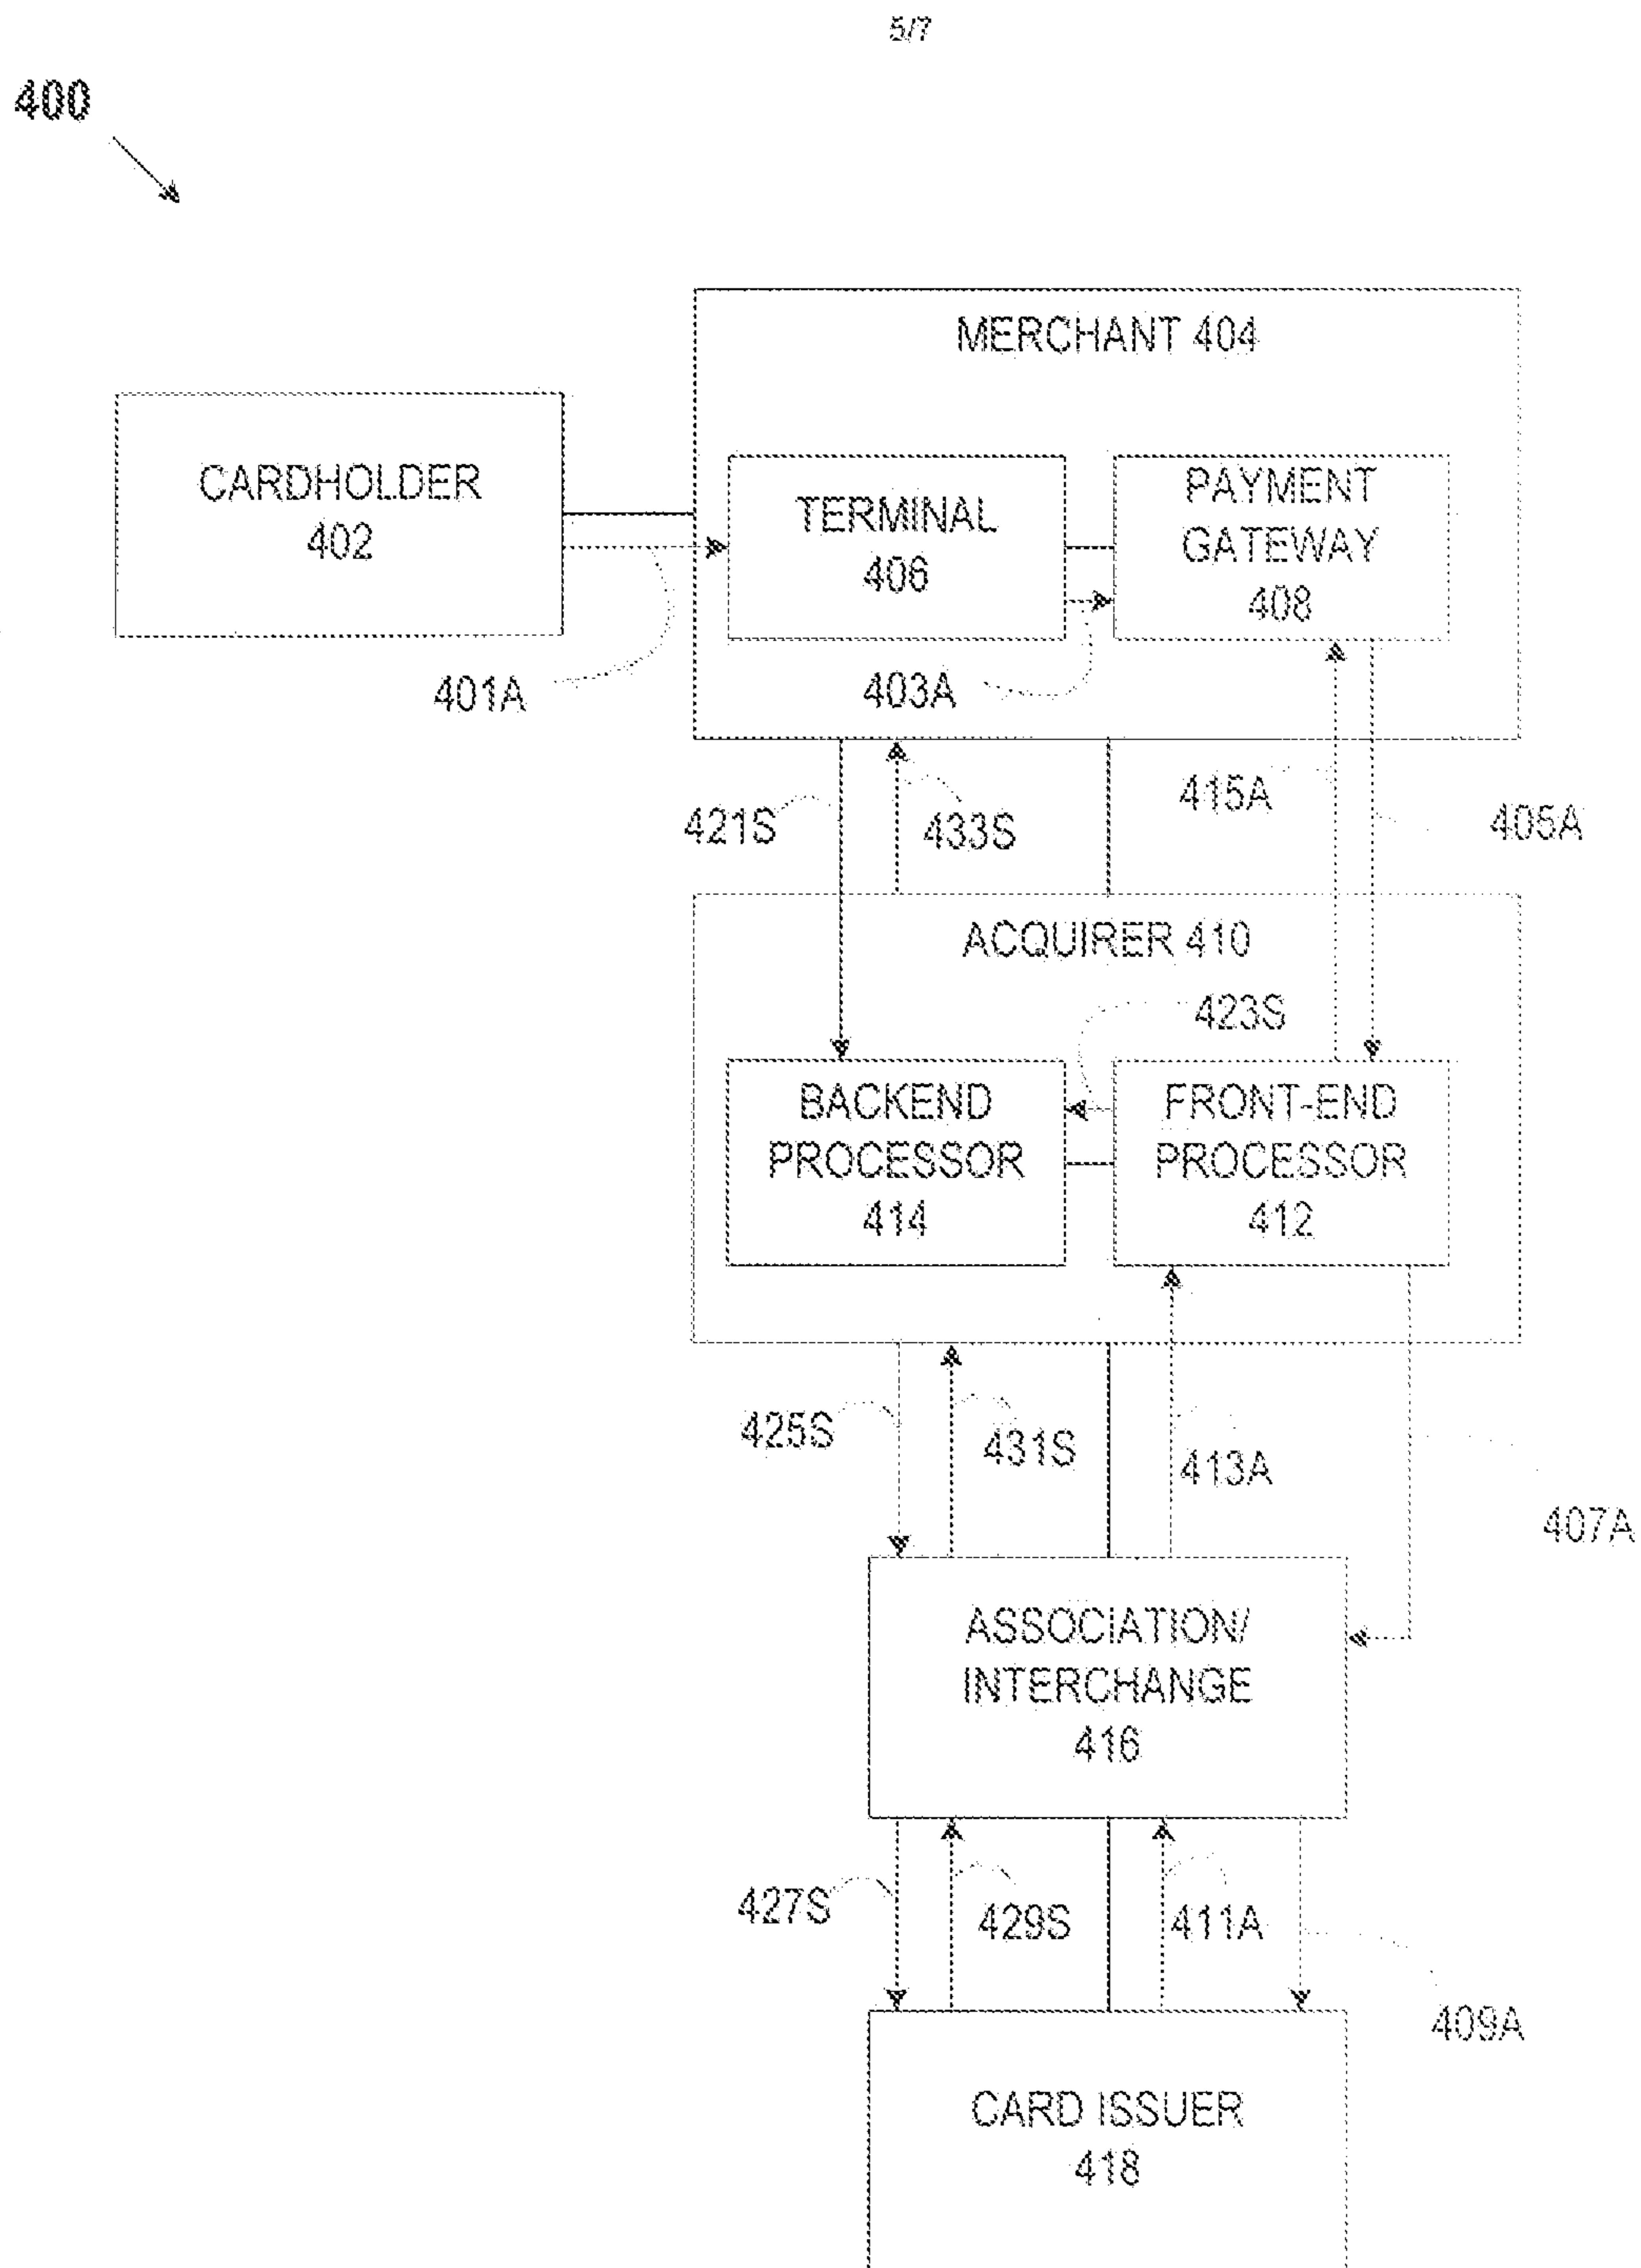 5/7
400
MERCHANT 404
CARDHOLDER
402
TERMINAL
406
PAYMENT
GATEWAY
408
401A
403A
421S
433S
415A
405A
ACQUIRER 410
423S
BACKEND
PROCESSOR
414
FRONT-END
PROCESSOR
412
425S
431S
413A
407A
ASSOCIATION/
INTERCHANGE
416
427S
429S
411A
409A
CARD ISSUER
418